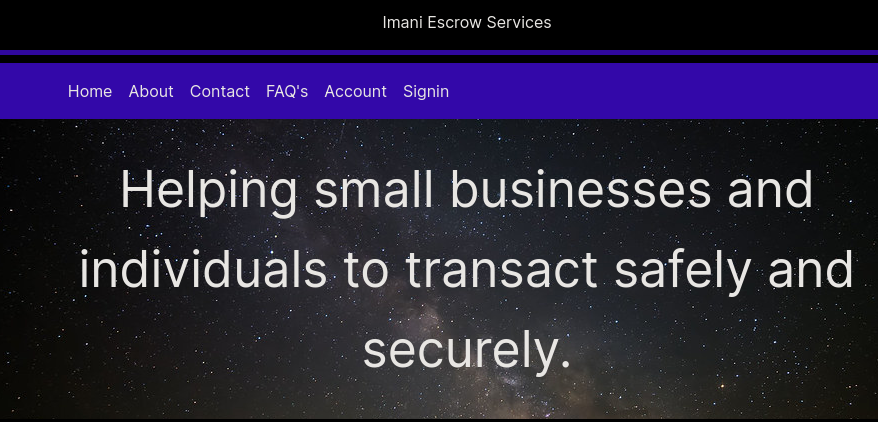 Imani Escrow Services
Home About Contact FAQ's Account Signin
Helping small businesses and
individuals to transact safely and
securely.